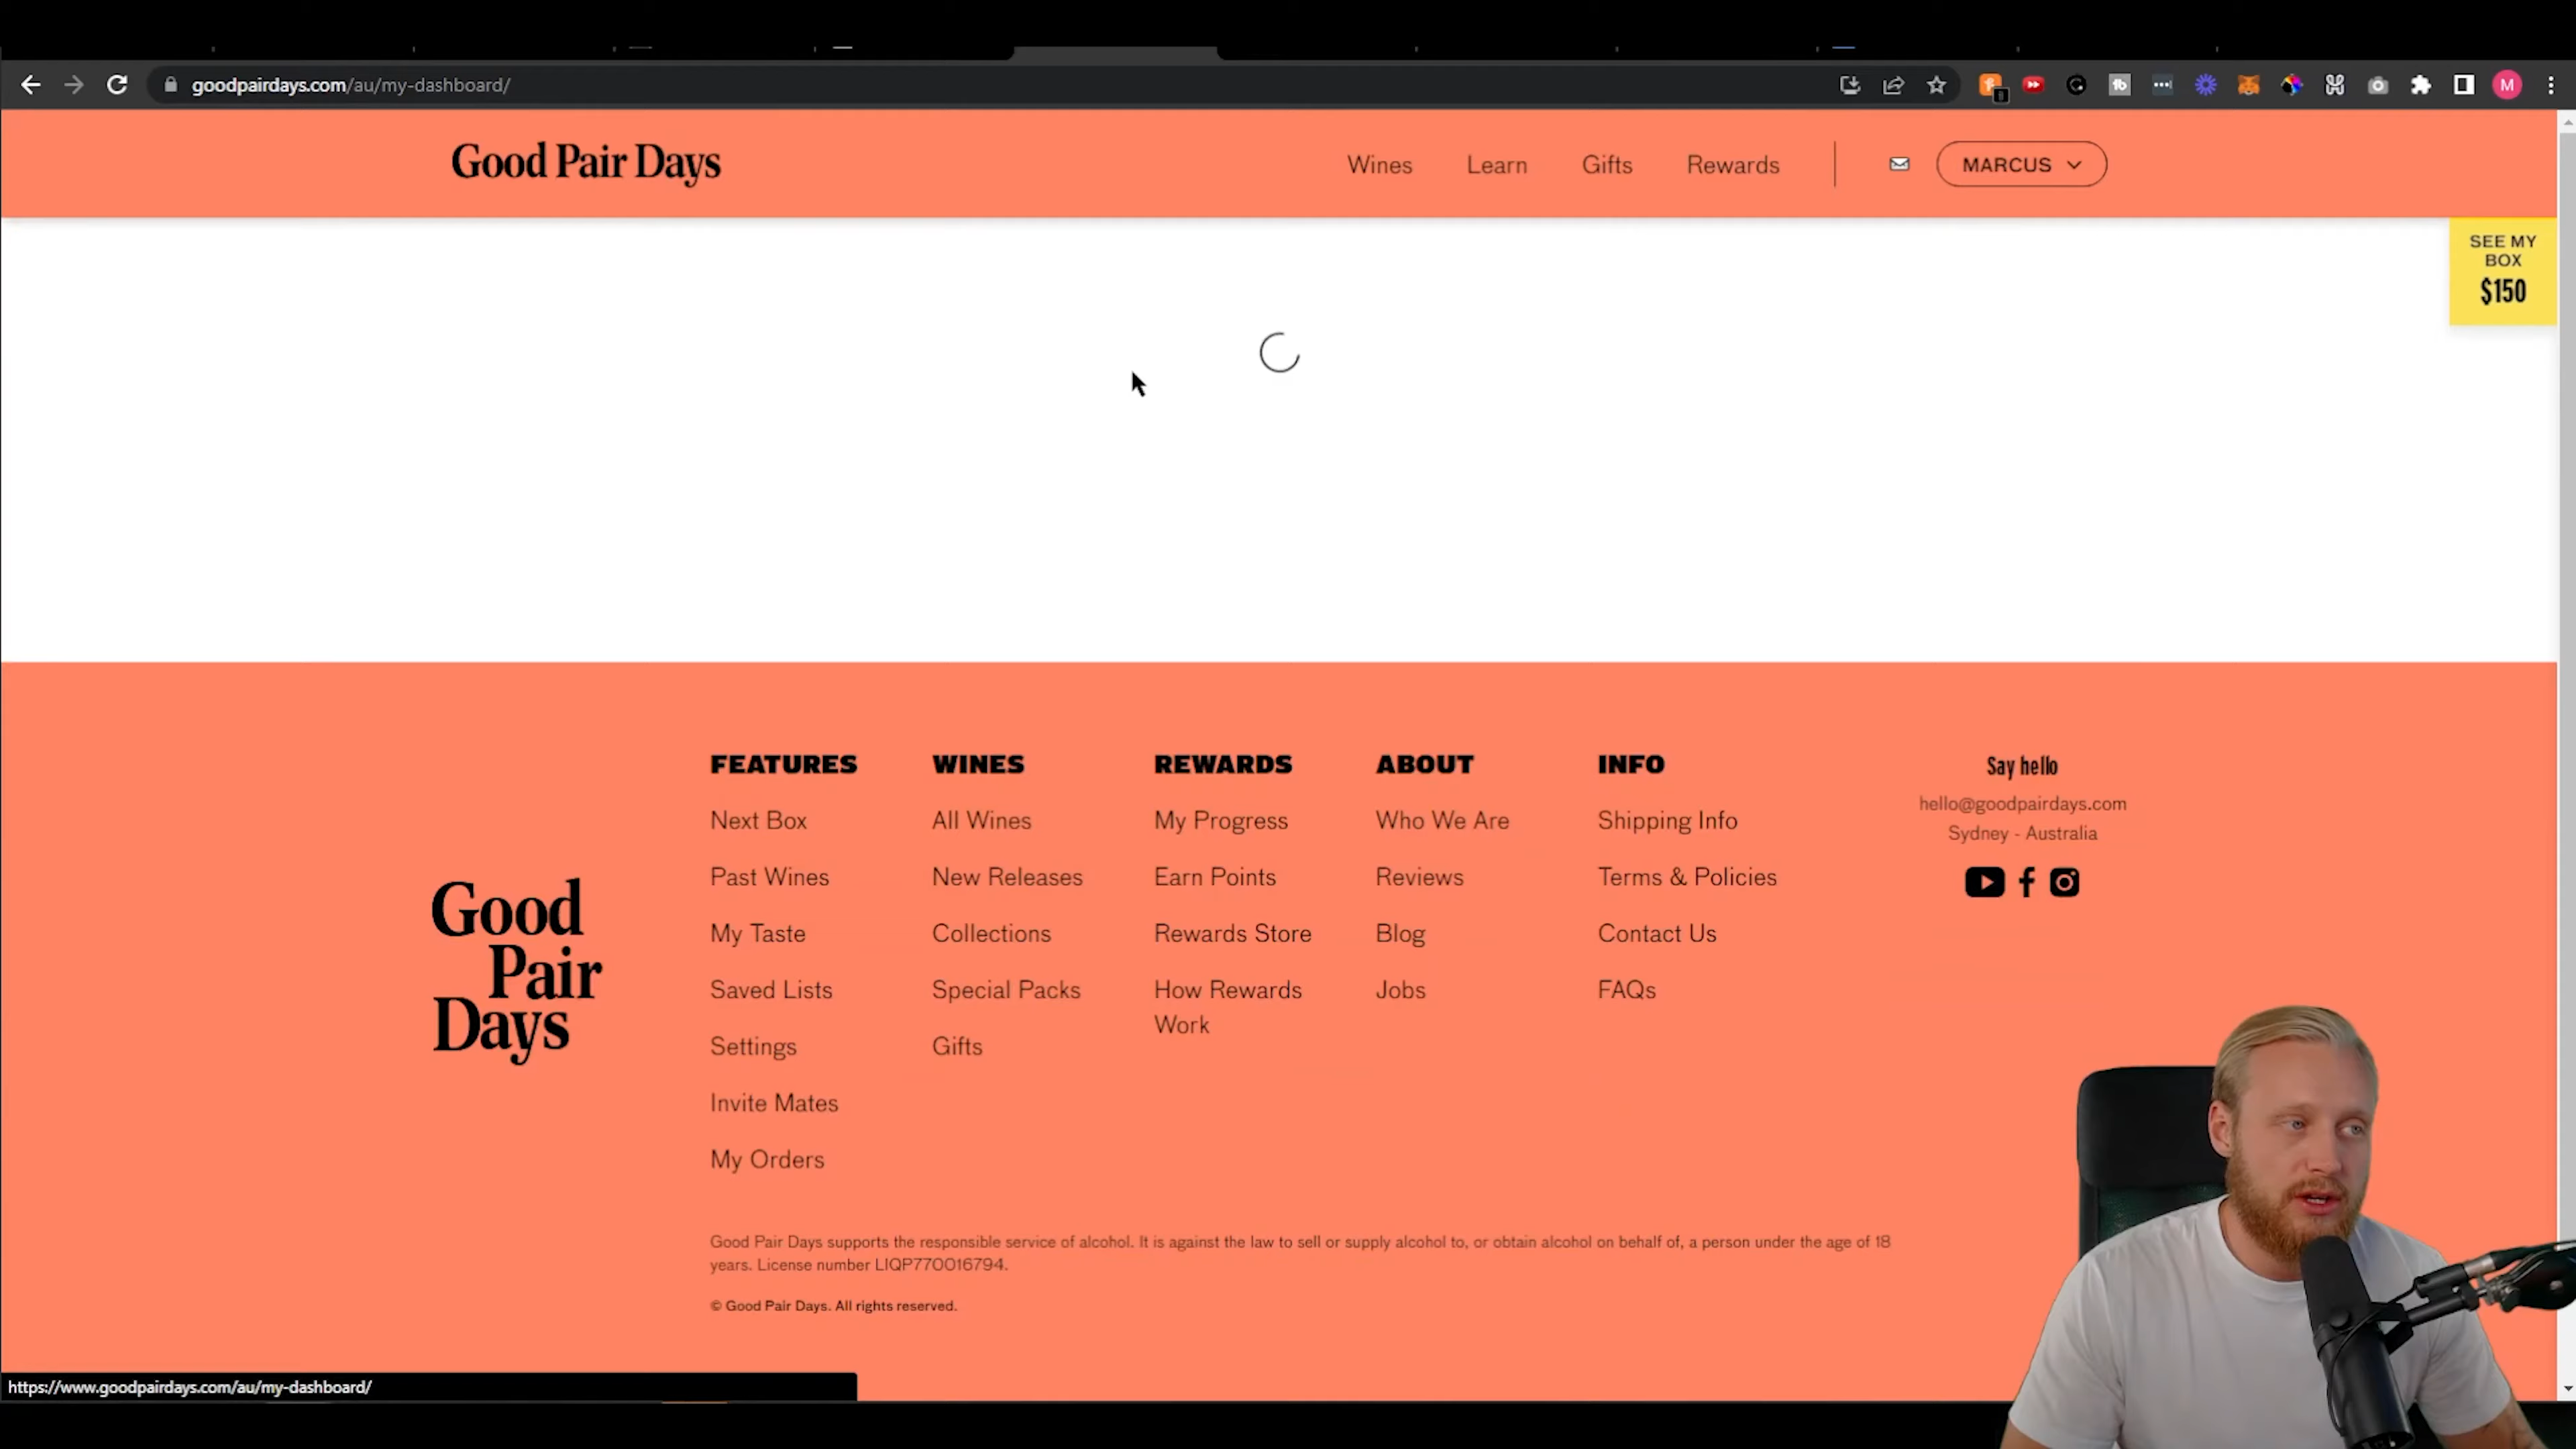 goodpairdays.com/au/my-dashboard/
M
Good Pair Days
Wines Learn Gifts Rewards
MARCUS
SEE MY
BOX
$150
FEATURES
Next Box
Past Wines
My Taste
Saved Lists
Settings
Invite Mates
My Orders
WINES
All Wines
New Releases
Collections
Special Packs
Gifts
REWARDS
My Progress
Earn Points
Rewards Store
How Rewards
Work
ABOUT
Who We Are
Reviews
Blog
Jobs
INFO
Shipping Info
Terms & Policies
Contact Us
FAQs
Say hello
hello@goodpairdays.com
Sydney - Australia
Good
Pair
Days
Good Pair Days supports the responsible service of alcohol. It is against the law to sell or supply alcohol to, or obtain alcohol on behalf of, a person under the age of 18
years. License number LIQP770016794.
© Good Pair Days. All rights reserved.
https://www.goodpairdays.com/au/my-dashboard/